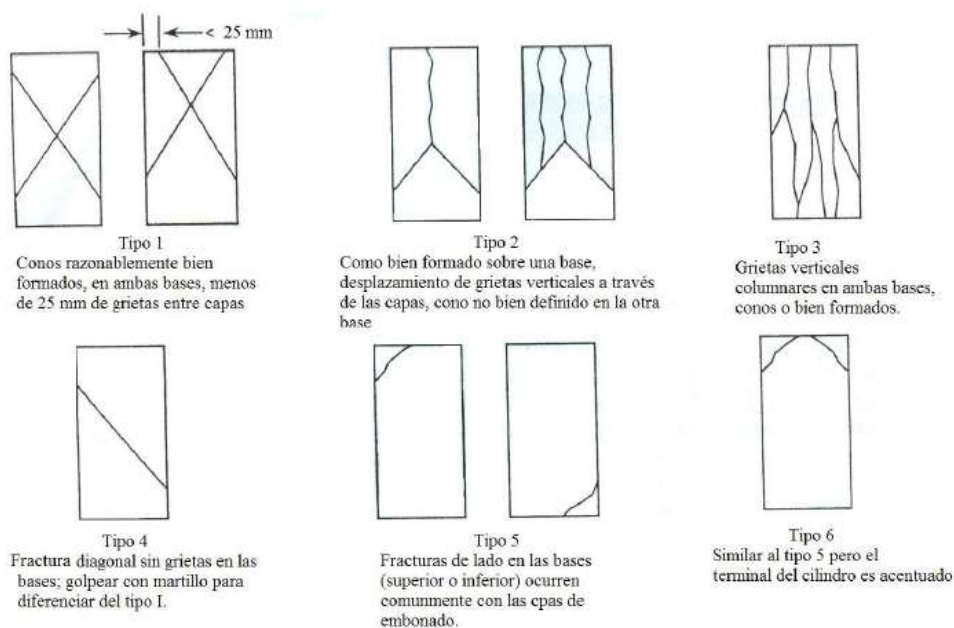 < 25 mm
Tipo 1
Conos razonablemente bien
formados, en ambas bases, menos
de 25 mm de grietas entre capas
Tipo 2
Como bien formado sobre una base,
desplazamiento de grietas verticales a través
de las capas, cono no bien definido en la otra
base
Tipo 3
Grietas verticales
columnares en ambas bases,
conos o bien formados.
Tipo 4
Fractura diagonal sin grietas en las
bases; golpear con martillo para
diferenciar del tipo I.
Tipo 5
Fracturas de lado en las bases
(superior o inferior) ocurren
comunmente con las cpas de
embonado.
Tipo 6
Similar al tipo 5 pero el
terminal del cilindro es acentuado